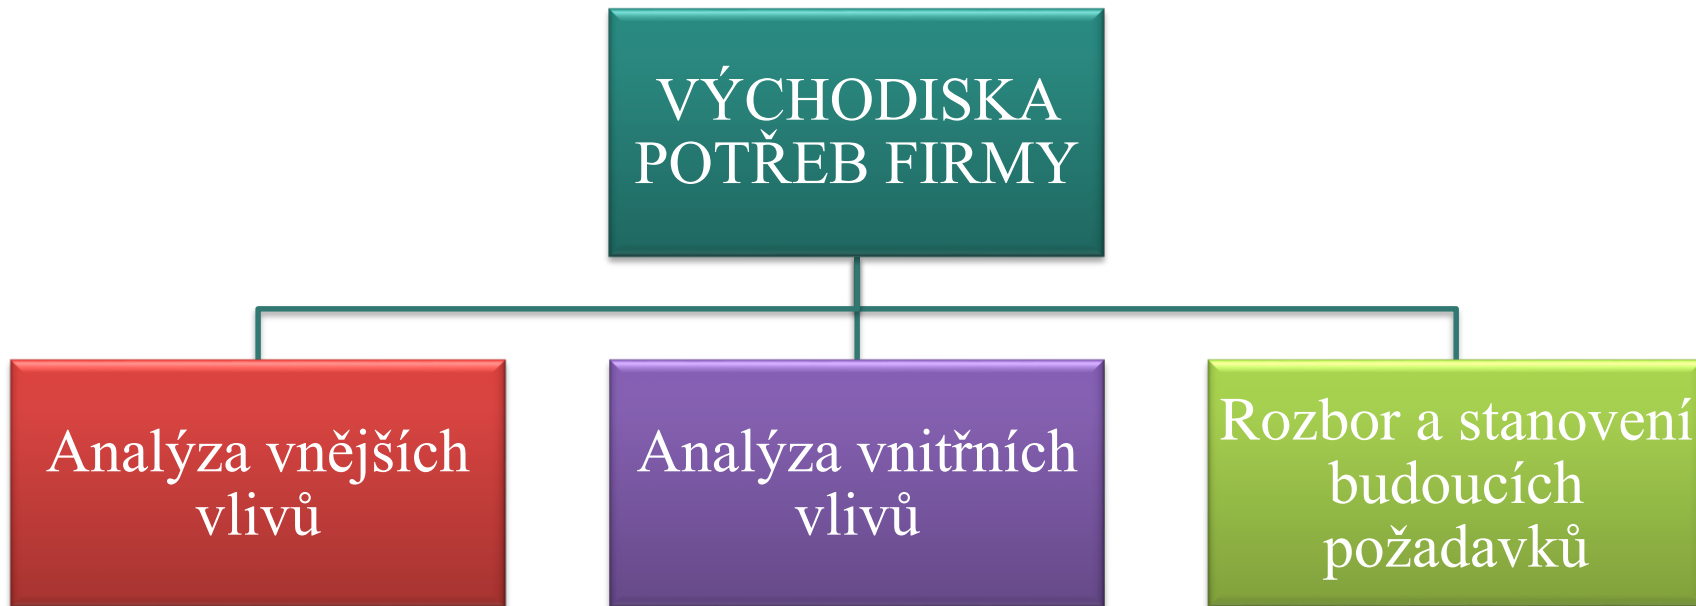 VÝCHODISKA
POTŘEB FIRMY
Analýza vnějších
vlivů
Analýza vnitřních
vlivů
Rozbor a stanovení
budoucích
požadavků